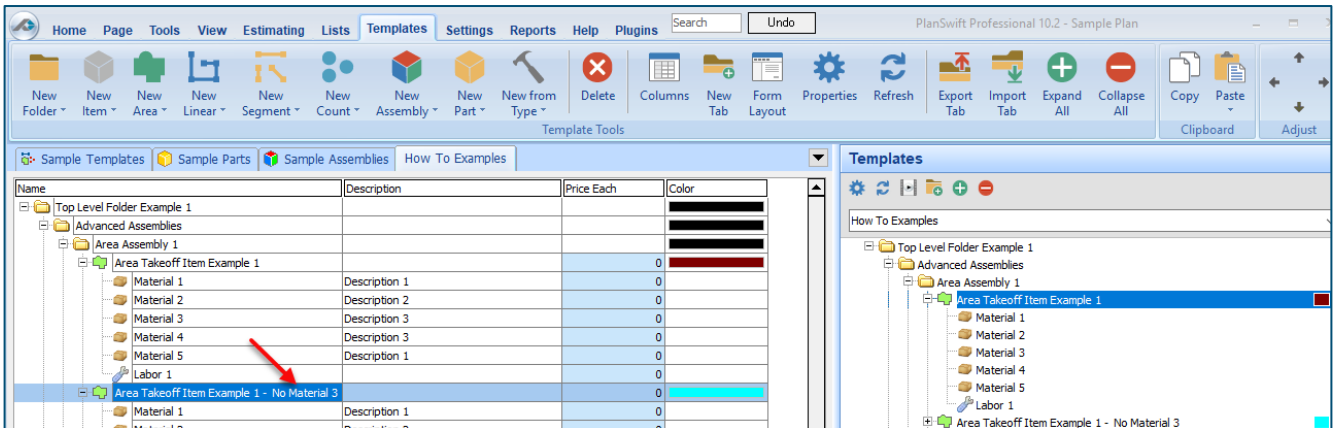 Home Page Tools View Estimating Lists Templates Settings Reports Help Plugins Search Undo PlanSwift Professional 10.2 - Sample Plan
New Folder New Item New Area New Linear New Segment New Count New Assembly New Part New from Type Delete Columns New Tab Form Layout Properties Refresh Export Tab Import Tab Expand All Collapse All Copy Paste
Template Tools Clipboard Adjust
Sample Templates Sample Parts Sample Assemblies How To Examples
Name Description Price Each Color
Top Level Folder Example 1
Advanced Assemblies
Area Assembly 1
Area Takeoff Item Example 1 0
Material 1 Description 1 0
Material 2 Description 2 0
Material 3 Description 3 0
Material 4 Description 3 0
Material 5 Description 1 0
Labor 1 0
Area Takeoff Item Example 1 - No Material 3 0
Material 1 Description 1 0
Templates
How To Examples
Top Level Folder Example 1
Advanced Assemblies
Area Assembly 1
Area Takeoff Item Example 1
Material 1
Material 2
Material 3
Material 4
Material 5
Labor 1
Area Takeoff Item Example 1 - No Material 3